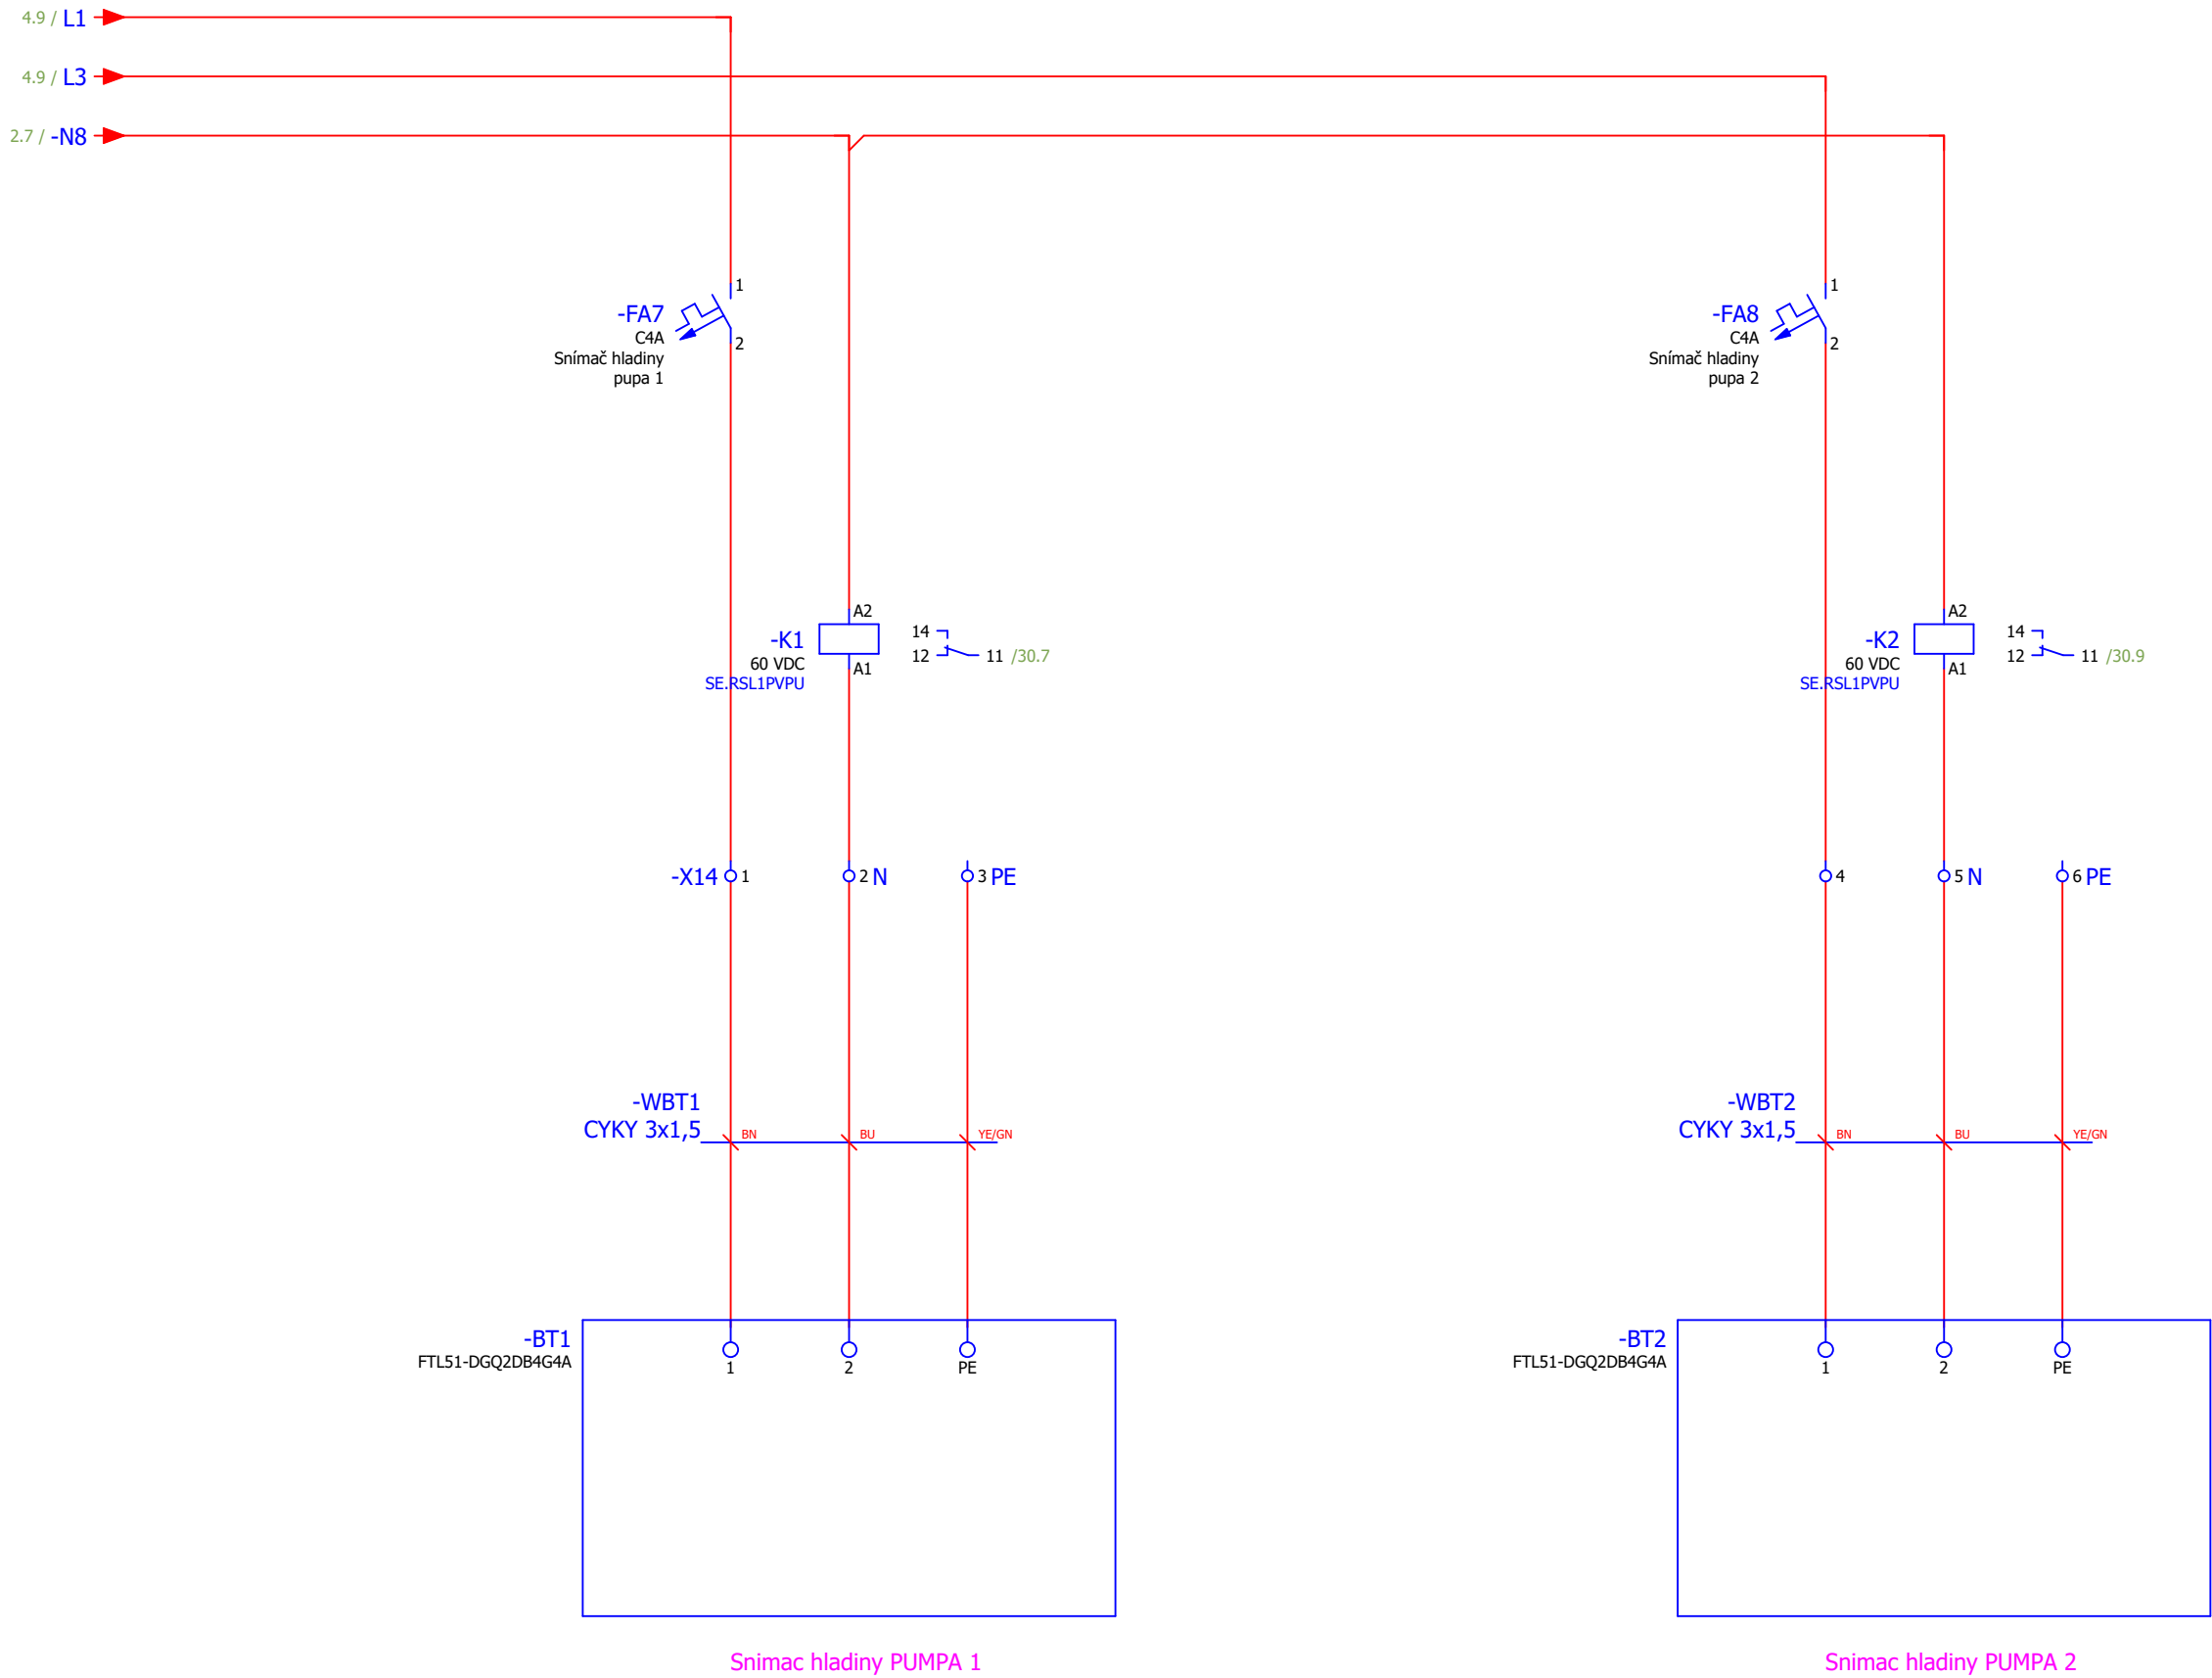 4.9 / L1
4.9 / L3
2.7 / -N8
1
-FA7
C4A
2
Snímač hladiny
pupa 1
1
-FA8
C4A
2
Snímač hladiny
pupa 2
A2
-K1
60 VDC
A1
SE.RSL1PVPU
14
12
11 /30.7
A2
-K2
60 VDC
A1
SE.RSL1PVPU
14
12
11 /30.9
-X14 1
2 N
3 PE
4
5 N
6 PE
-WBT1
CYKY 3x1,5
BN
BU
YE/GN
-WBT2
CYKY 3x1,5
BN
BU
YE/GN
-BT1
FTL51-DGQ2DB4G4A
1
2
PE
-BT2
FTL51-DGQ2DB4G4A
1
2
PE
Snimac hladiny PUMPA 1
Snimac hladiny PUMPA 2